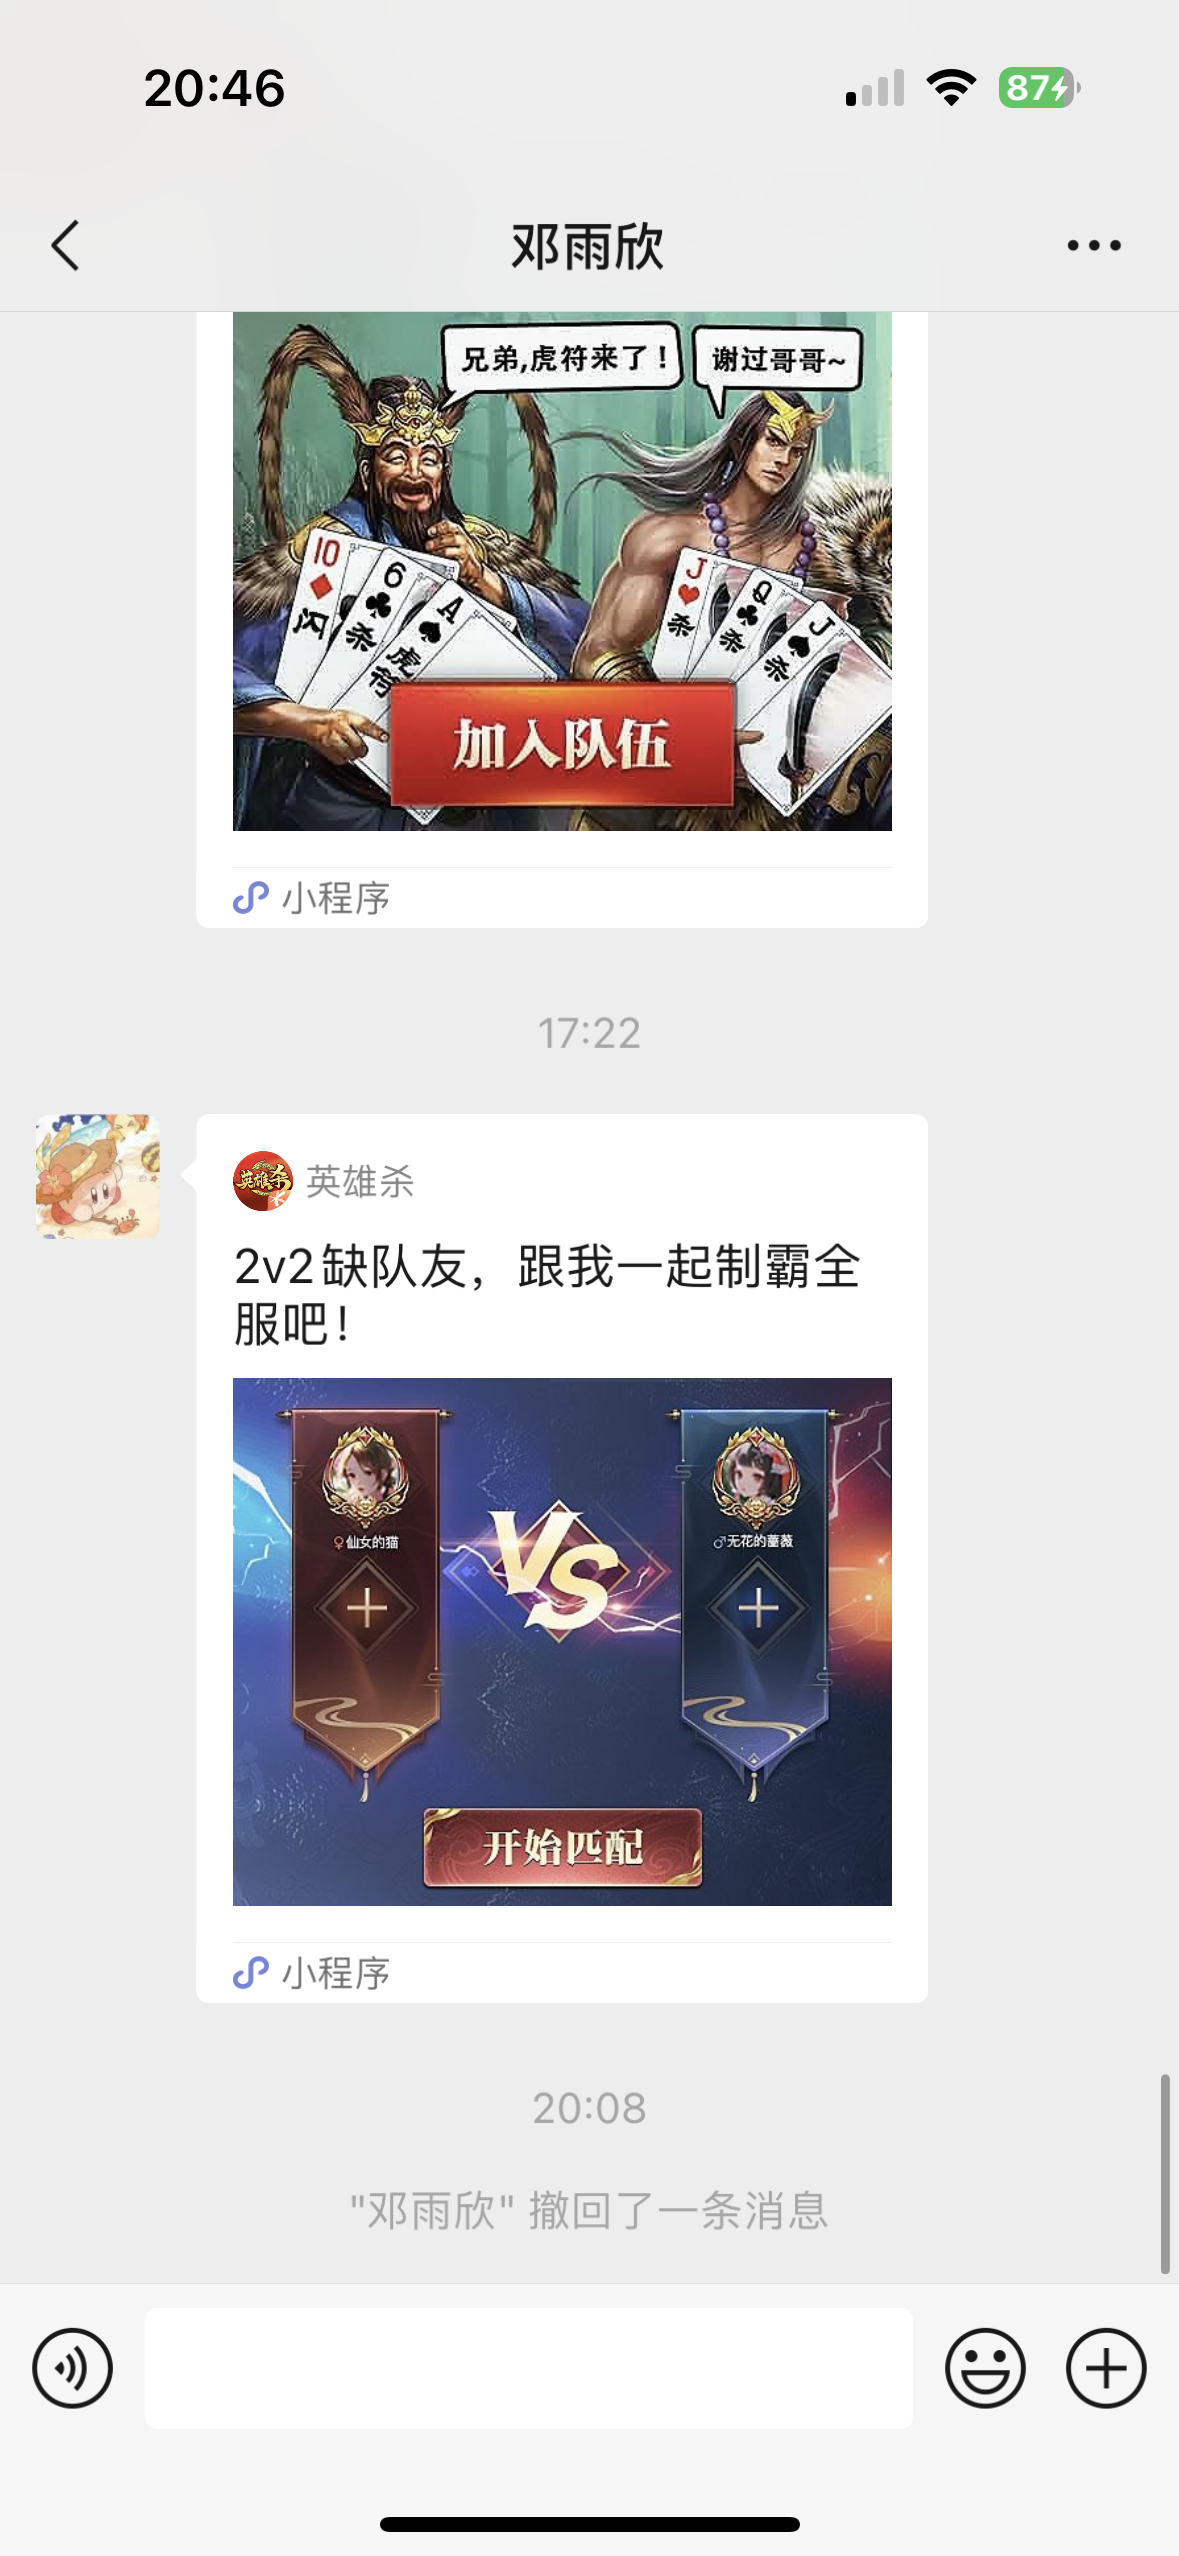 20:46
87
邓雨欣
兄弟,虎符来了！
谢过哥哥~
10
闪
6
杀
A
虎符
J
杀
Q
杀
J
杀
加入队伍
小程序
17:22
英雄杀
英雄杀
2v2缺队友，跟我一起制霸全
服吧！
♀仙女的猫
VS
♂无花的蔷薇
开始匹配
小程序
20:08
"邓雨欣" 撤回了一条消息